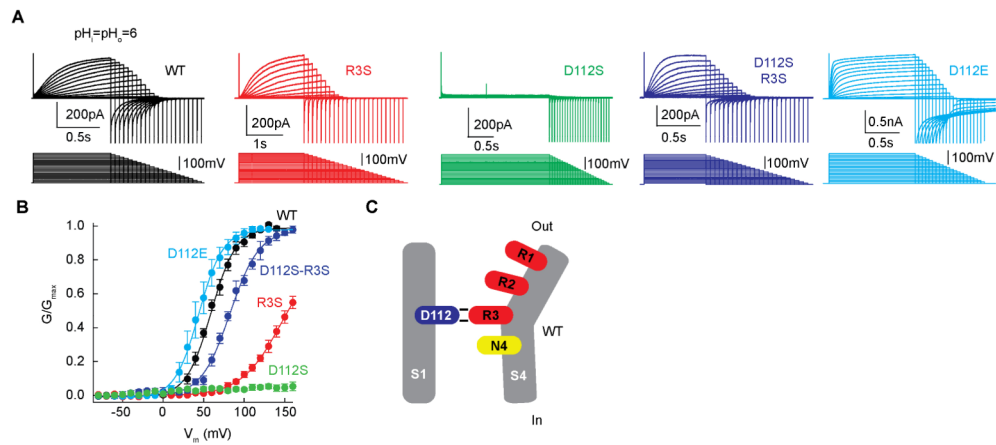 A
pHi=pHo=6
WT
R3S
D112S
D112S
R3S
D112E
200pA
0.5s
200pA
1s
200pA
0.5s
200pA
0.5s
0.5nA
0.5s
100mV
100mV
100mV
100mV
100mV
B
WT
D112E
D112S-R3S
R3S
D112S
G/Gmax
1.0
0.8
0.6
0.4
0.2
0.0
-50
0
50
100
150
Vm (mV)
C
Out
R1
R2
D112
R3
WT
N4
S1
S4
In